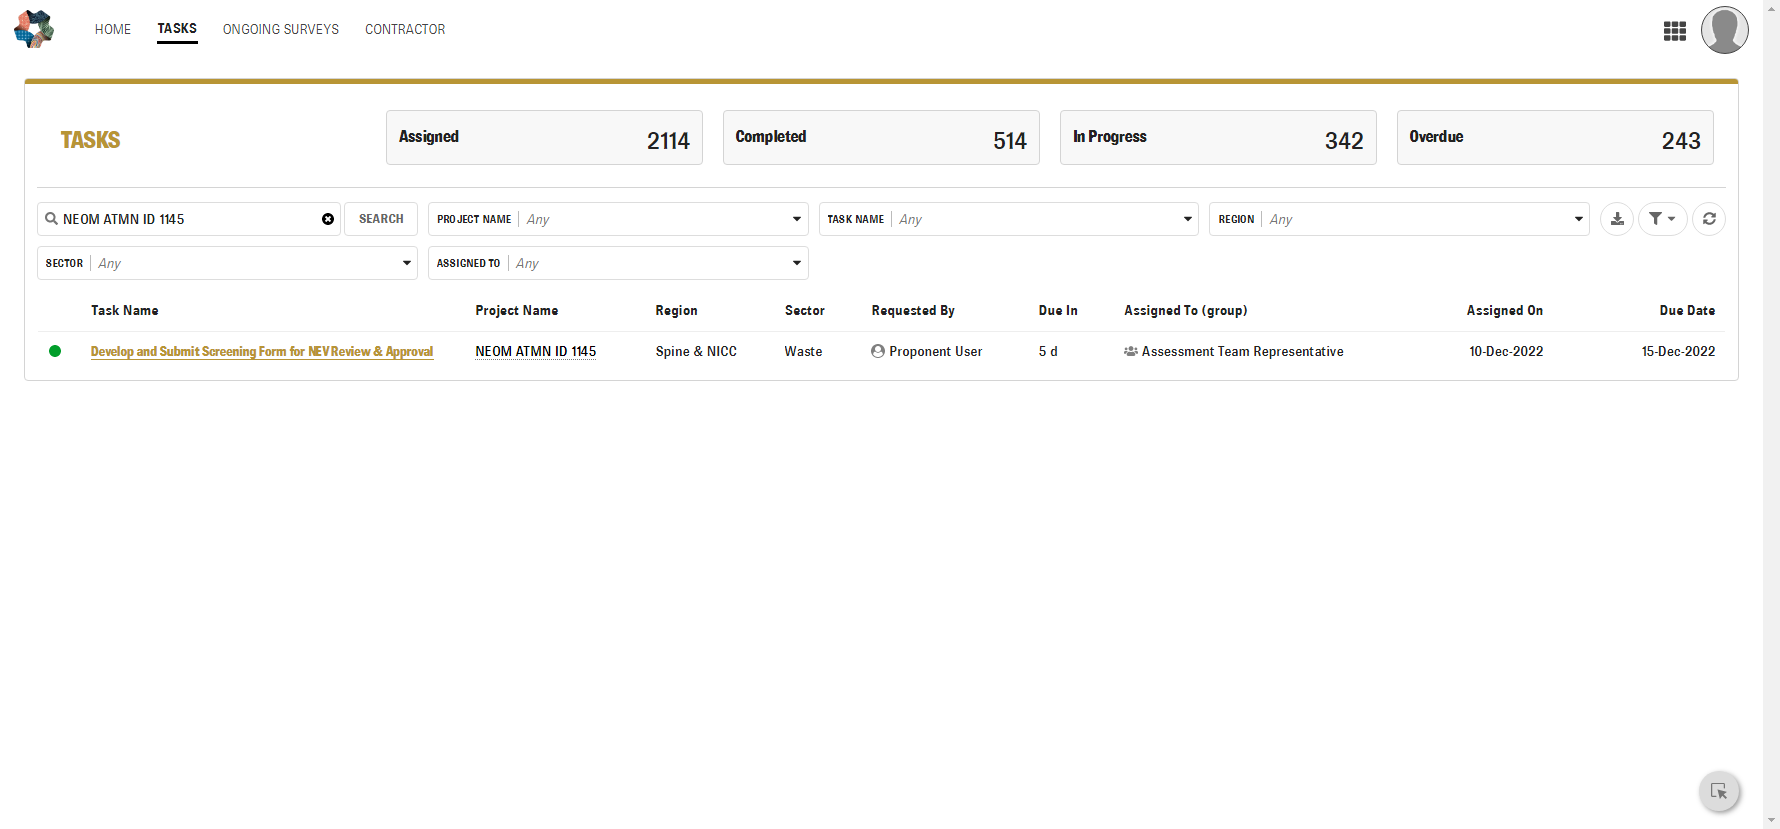 HOME TASKS ONGOING SURVEYS CONTRACTOR
TASKS
Assigned 2114
Completed 514
In Progress 342
Overdue 243
NEOM ATMN ID 1145 SEARCH PROJECT NAME Any TASK NAME Any REGION Any
SECTOR Any ASSIGNED TO Any
Task Name Project Name Region Sector Requested By Due In Assigned To (group) Assigned On Due Date
Develop and Submit Screening Form for NEV Review & Approval NEOM ATMN ID 1145 Spine & NICC Waste Proponent User 5 d Assessment Team Representative 10-Dec-2022 15-Dec-2022